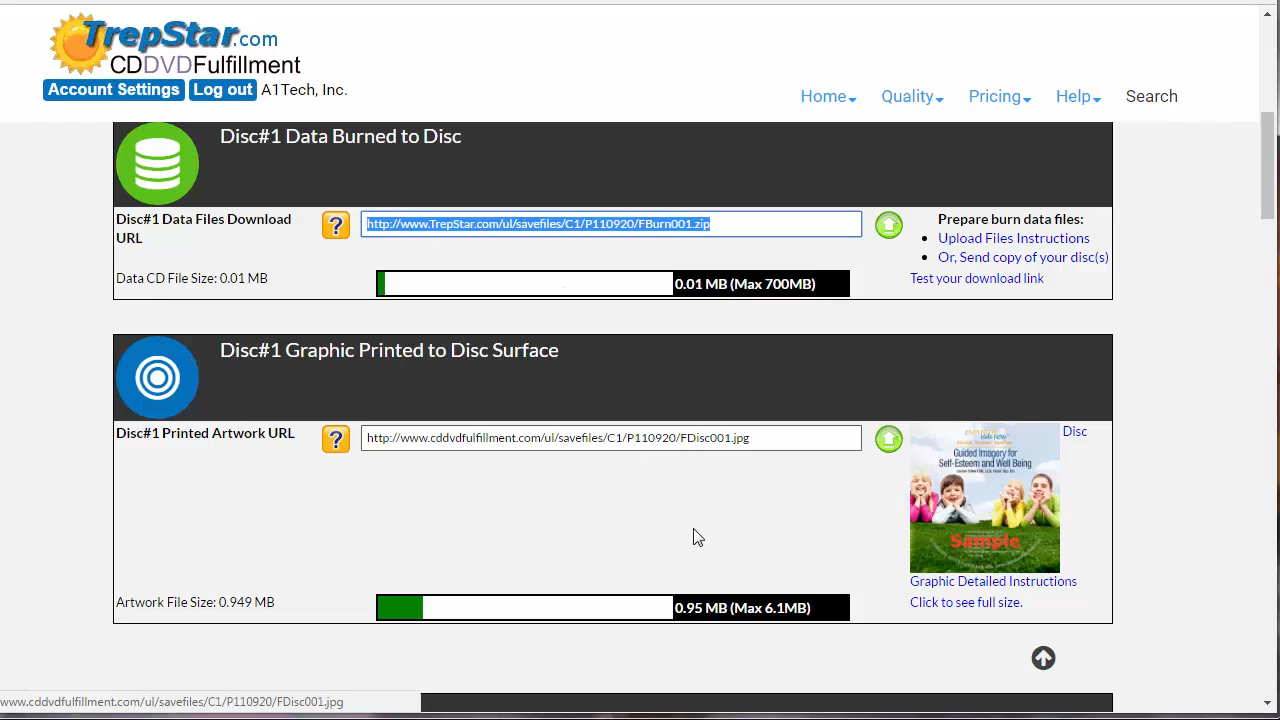 TrepStar.com
CDDVDFulfillment
Account Settings Log out A1Tech, Inc.
Home Quality Pricing Help Search
Disc#1 Data Burned to Disc
Disc#1 Data Files Download URL
?
http://www.TrepStar.com/ul/savefiles/C1/P110920/FBurn001.zip
Prepare burn data files:
Upload Files Instructions
Or, Send copy of your disc(s)
Data CD File Size: 0.01 MB
0.01 MB (Max 700MB)
Test your download link
Disc#1 Graphic Printed to Disc Surface
Disc#1 Printed Artwork URL
?
http://www.cddvdfulfillment.com/ul/savefiles/C1/P110920/FDisc001.jpg
Disc
Guided Imagery for
Self-Esteem and Well Being
Sample
Graphic Detailed Instructions
Artwork File Size: 0.949 MB
0.95 MB (Max 6.1MB)
Click to see full size.
www.cddvdfulfillment.com/ul/savefiles/C1/P110920/FDisc001.jpg